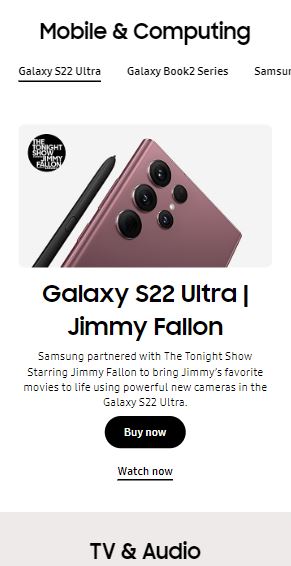 Mobile & Computing
Galaxy S22 Ultra
Galaxy Book2 Series
Samsu
THE
TONIGHT
SHOW
JIMMY
FALLON
Galaxy S22 Ultra |
Jimmy Fallon
Samsung partnered with The Tonight Show
Starring Jimmy Fallon to bring Jimmy's favorite
movies to life using powerful new cameras in the
Galaxy S22 Ultra.
Buy now
Watch now
TV & Audio